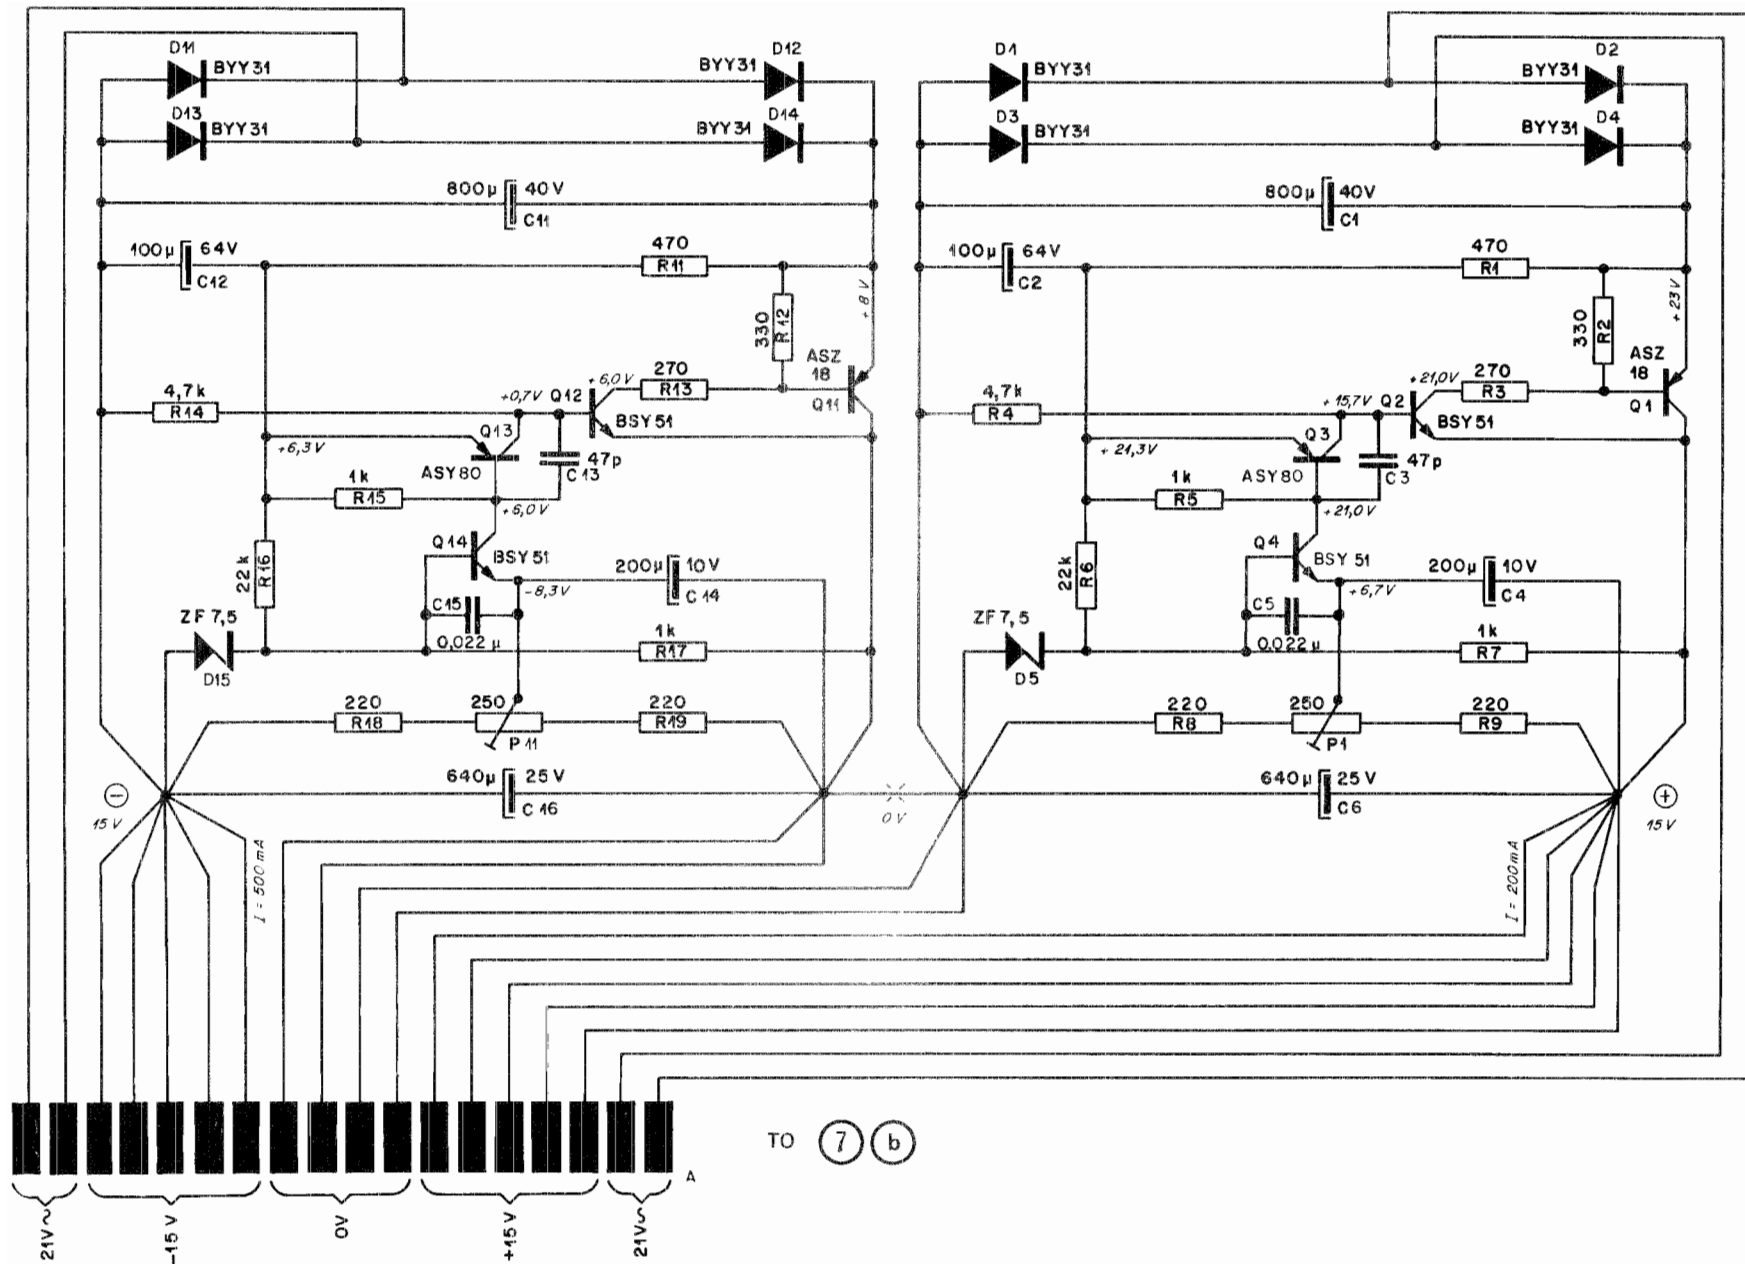 D11
BYY31
D12
BYY31
D1
BYY31
D2
BYY31
D13
BYY31
D14
BYY31
D3
BYY31
D4
BYY31
800µ 40V
C11
800µ 40V
C1
100µ 64V
C12
470
R11
100µ 64V
C2
470
R1
+8V
+23V
330
R12
330
R2
ASZ
18
Q11
ASZ
18
Q1
4,7k
R14
+0,7V
Q12
+6,0V
270
R13
BSY51
4,7k
R4
+15,7V
Q2
+21,0V
270
R3
BSY51
+6,3V
Q13
ASY80
47p
C13
+21,3V
Q3
ASY80
47p
C3
1k
R15
+6,0V
1k
R5
+21,0V
22k
R16
Q14
BSY51
-8,3V
200µ 10V
C14
22k
R6
Q4
BSY51
+6,7V
200µ 10V
C4
ZF7,5
D15
C15
0,022µ
1k
R17
ZF7,5
D5
C5
0,022µ
1k
R7
220
R18
250
P11
220
R19
220
R8
250
P1
220
R9
−
15V
640µ 25V
C16
0V
640µ 25V
C6
+
15V
I = 500mA
I = 200mA
TO 7 b
A
21V~
-15V
0V
+15V
21V~